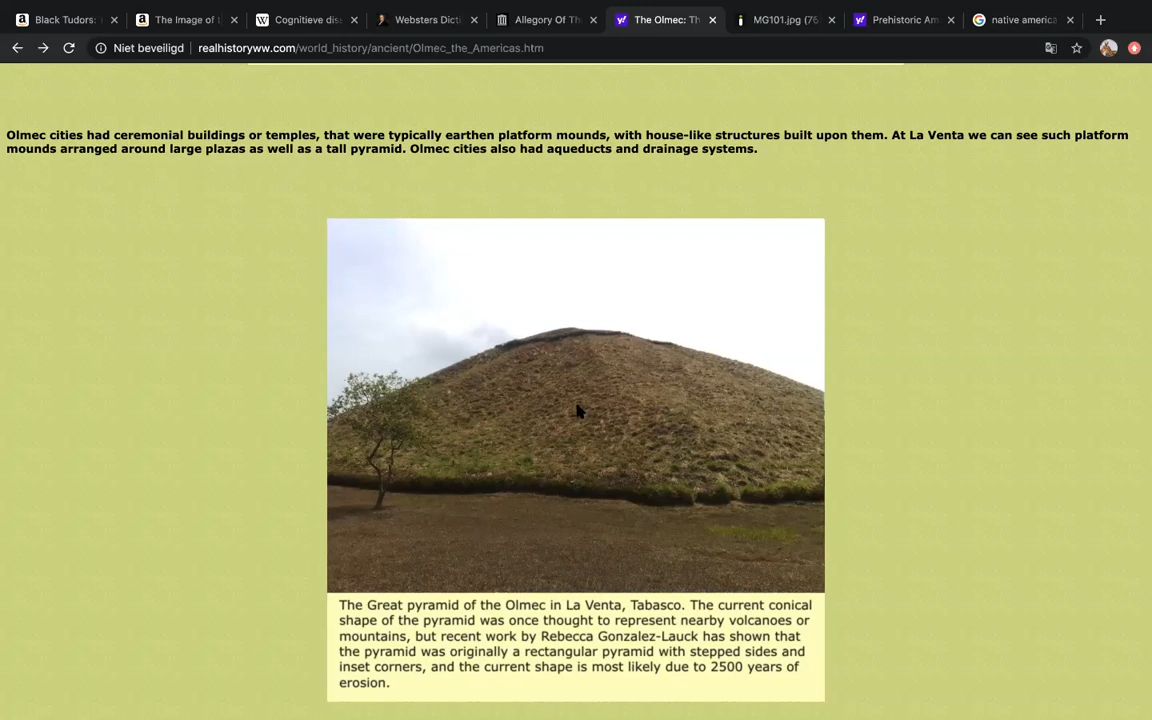 Black Tudors:
The Image of
Cognitieve dis
Websters Dicti
Allegory Of Th
The Olmec: Th
MG101.jpg (76
Prehistoric Am
native america
Niet beveiligd
realhistoryww.com/world_history/ancient/Olmec_the_Americas.htm
Olmec cities had ceremonial buildings or temples, that were typically earthen platform mounds, with house-like structures built upon them. At La Venta we can see such platform
mounds arranged around large plazas as well as a tall pyramid. Olmec cities also had aqueducts and drainage systems.
The Great pyramid of the Olmec in La Venta, Tabasco. The current conical
shape of the pyramid was once thought to represent nearby volcanoes or
mountains, but recent work by Rebecca Gonzalez-Lauck has shown that
the pyramid was originally a rectangular pyramid with stepped sides and
inset corners, and the current shape is most likely due to 2500 years of
erosion.